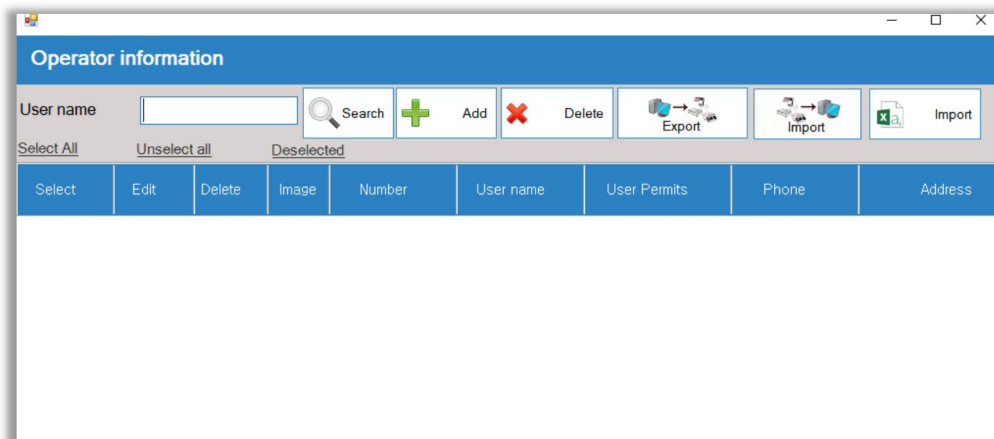 Operator information
User name Search Add Delete Export Import Import
Select All Unselect all Deselected
Select Edit Delete Image Number User name User Permits Phone Address